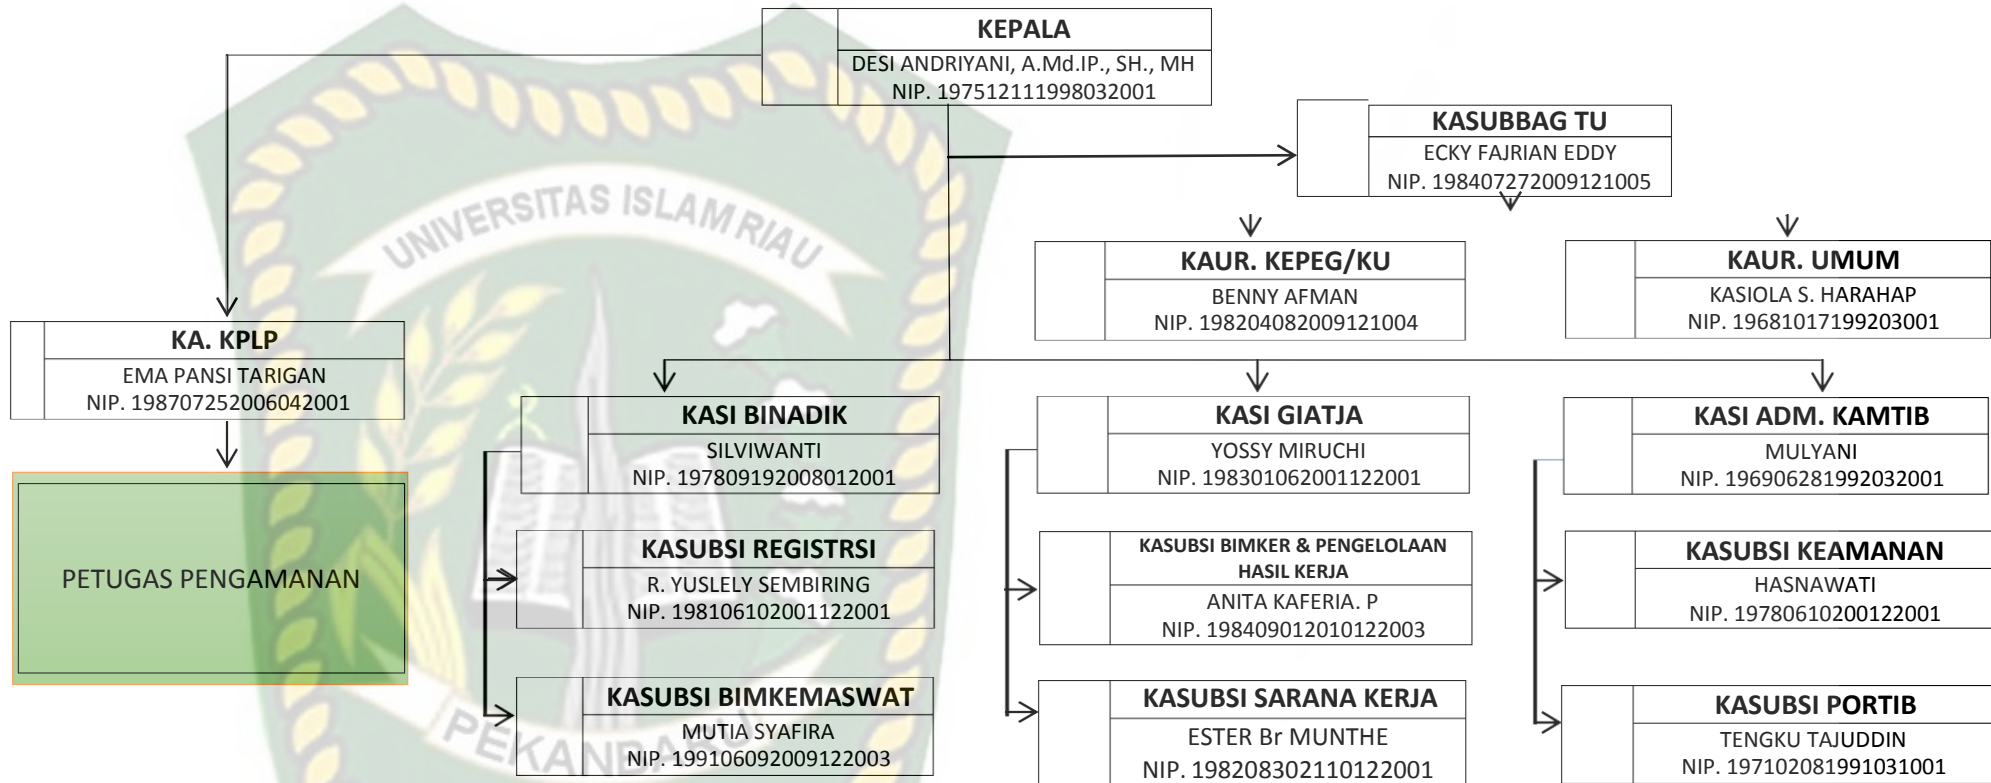 KEPALA
DESI ANDRIYANI, A.Md.IP., SH., MH
NIP. 197512111998032001
KASUBBAG TU
ECKY FAJRIAN EDDY
NIP. 198407272009121005
KAUR. KEPEG/KU
BENNY AFMAN
NIP. 198204082009121004
KAUR. UMUM
KASIOLA S. HARAHAP
NIP. 19681017199203001
KA. KPLP
EMA PANSI TARIGAN
NIP. 198707252006042001
PETUGAS PENGAMANAN
KASI BINADIK
SILVIWANTI
NIP. 197809192008012001
KASUBSI REGISTRSI
R. YUSLELY SEMBIRING
NIP. 198106102001122001
KASUBSI BIMKEMASWAT
MUTIA SYAFIRA
NIP. 199106092009122003
KASI GIATJA
YOSSY MIRUCHI
NIP. 198301062001122001
KASUBSI BIMKER & PENGELOLAAN
HASIL KERJA
ANITA KAFERIA. P
NIP. 198409012010122003
KASUBSI SARANA KERJA
ESTER Br MUNTHE
NIP. 198208302110122001
KASI ADM. KAMTIB
MULYANI
NIP. 196906281992032001
KASUBSI KEAMANAN
HASNAWATI
NIP. 19780610200122001
KASUBSI PORTIB
TENGKU TAJUDDIN
NIP. 197102081991031001
UNIVERSITAS ISLAM RIAU
PEKANBARU